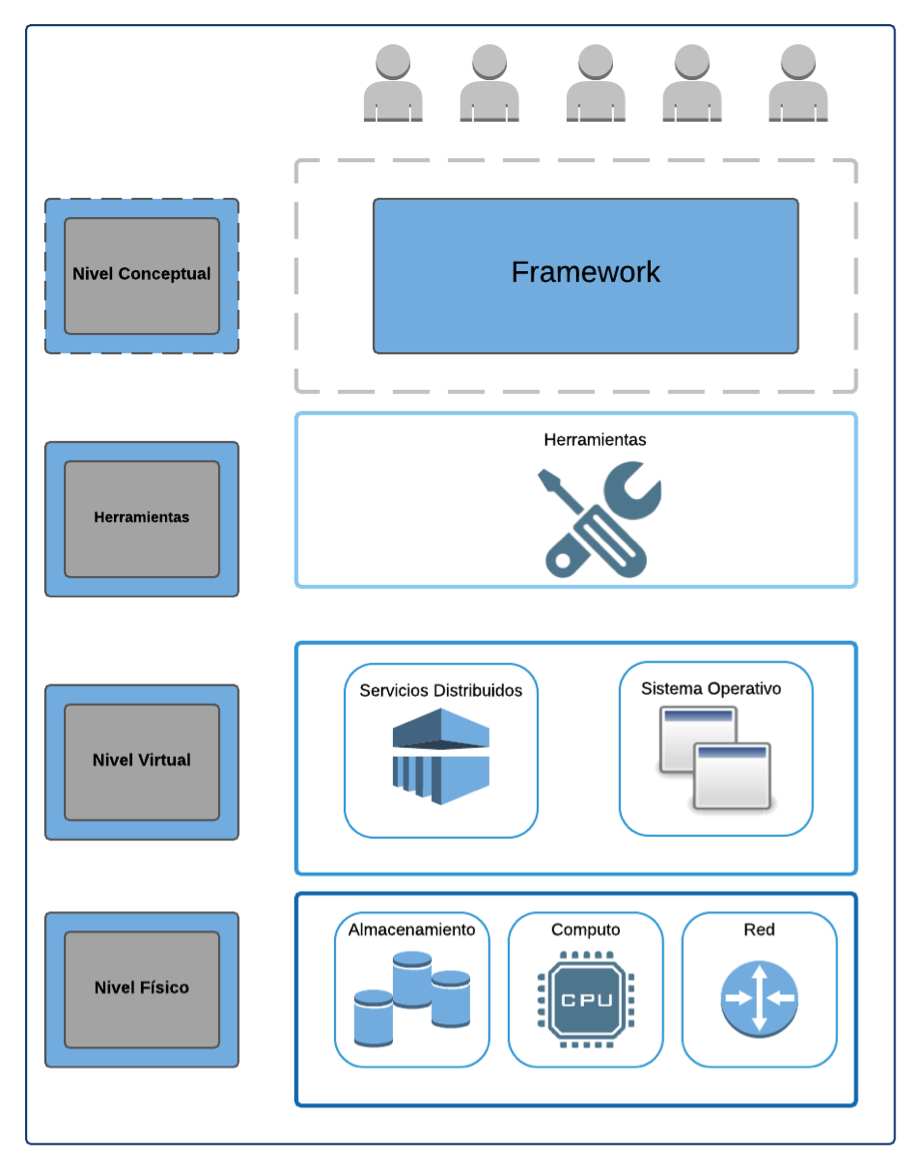 Nivel Conceptual
Framework
Herramientas
Herramientas
Nivel Virtual
Servicios Distribuidos
Sistema Operativo
Nivel Físico
Almacenamiento
Computo
Red
CPU